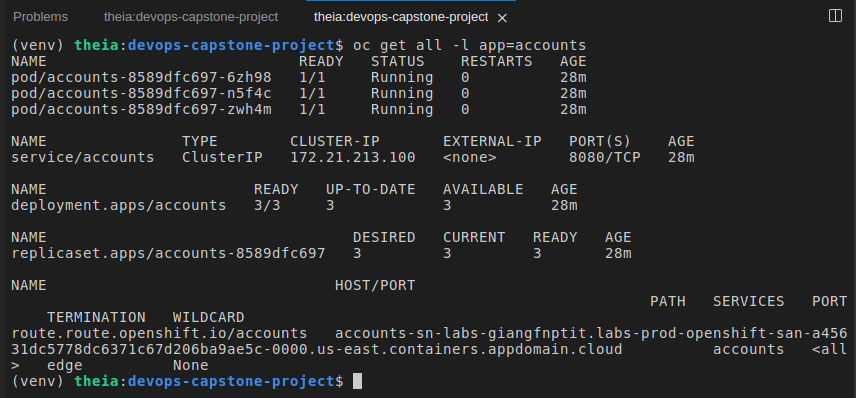 Problems theia:devops-capstone-project theia:devops-capstone-project ×
(venv) theia:devops-capstone-project$ oc get all -l app=accounts
NAME READY STATUS RESTARTS AGE
pod/accounts-8589dfc697-6zh98 1/1 Running 0 28m
pod/accounts-8589dfc697-n5f4c 1/1 Running 0 28m
pod/accounts-8589dfc697-zwh4m 1/1 Running 0 28m
NAME TYPE CLUSTER-IP EXTERNAL-IP PORT(S) AGE
service/accounts ClusterIP 172.21.213.100 <none> 8080/TCP 28m
NAME READY UP-TO-DATE AVAILABLE AGE
deployment.apps/accounts 3/3 3 3 28m
NAME DESIRED CURRENT READY AGE
replicaset.apps/accounts-8589dfc697 3 3 3 28m
NAME HOST/PORT
PATH SERVICES PORT
TERMINATION WILDCARD
route.route.openshift.io/accounts accounts-sn-labs-giangfnptit.labs-prod-openshift-san-a456
31dc5778dc6371c67d206ba9ae5c-0000.us-east.containers.appdomain.cloud accounts <all
> edge None
(venv) theia:devops-capstone-project$